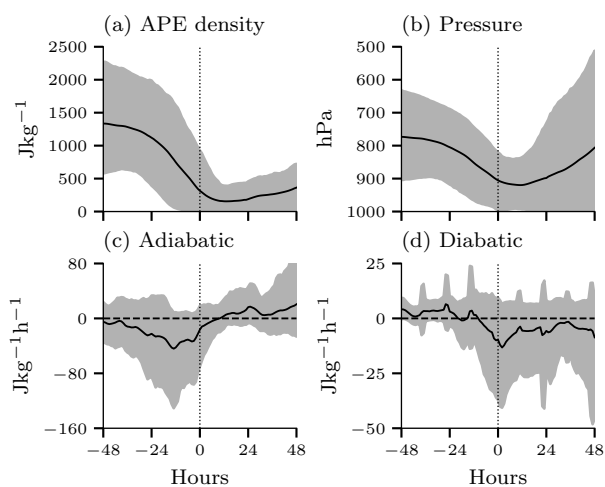 (a) APE density
(b) Pressure
2500
2000
1500
1000
500
0
Jkg⁻¹
500
600
700
800
900
1000
hPa
(c) Adiabatic
(d) Diabatic
80
0
−80
−160
Jkg⁻¹h⁻¹
25
0
−25
−50
Jkg⁻¹h⁻¹
−48 −24 0 24 48
−48 −24 0 24 48
Hours
Hours